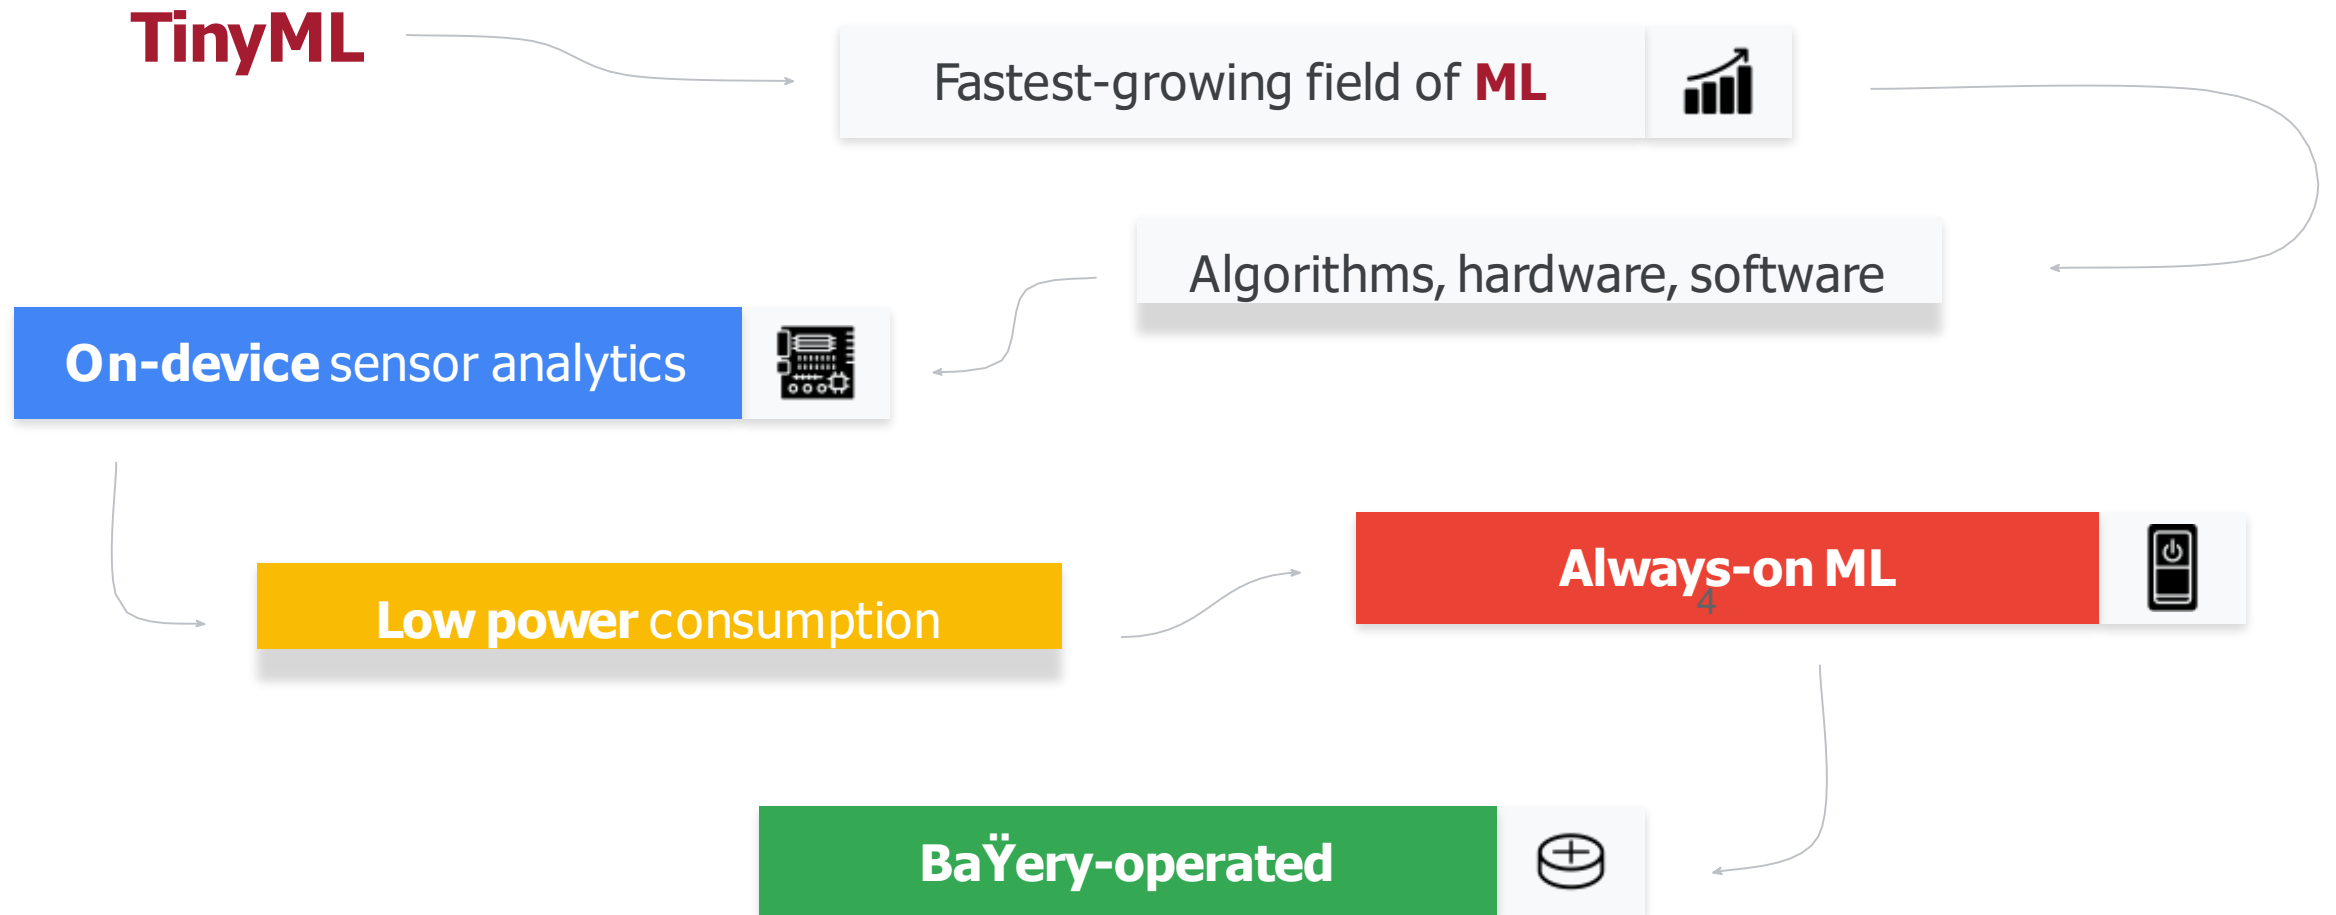 TinyML
Fastest-growing field of ML
Algorithms, hardware, software
On-device sensor analytics
Low power consumption
Always-on ML
4
BaŸery-operated